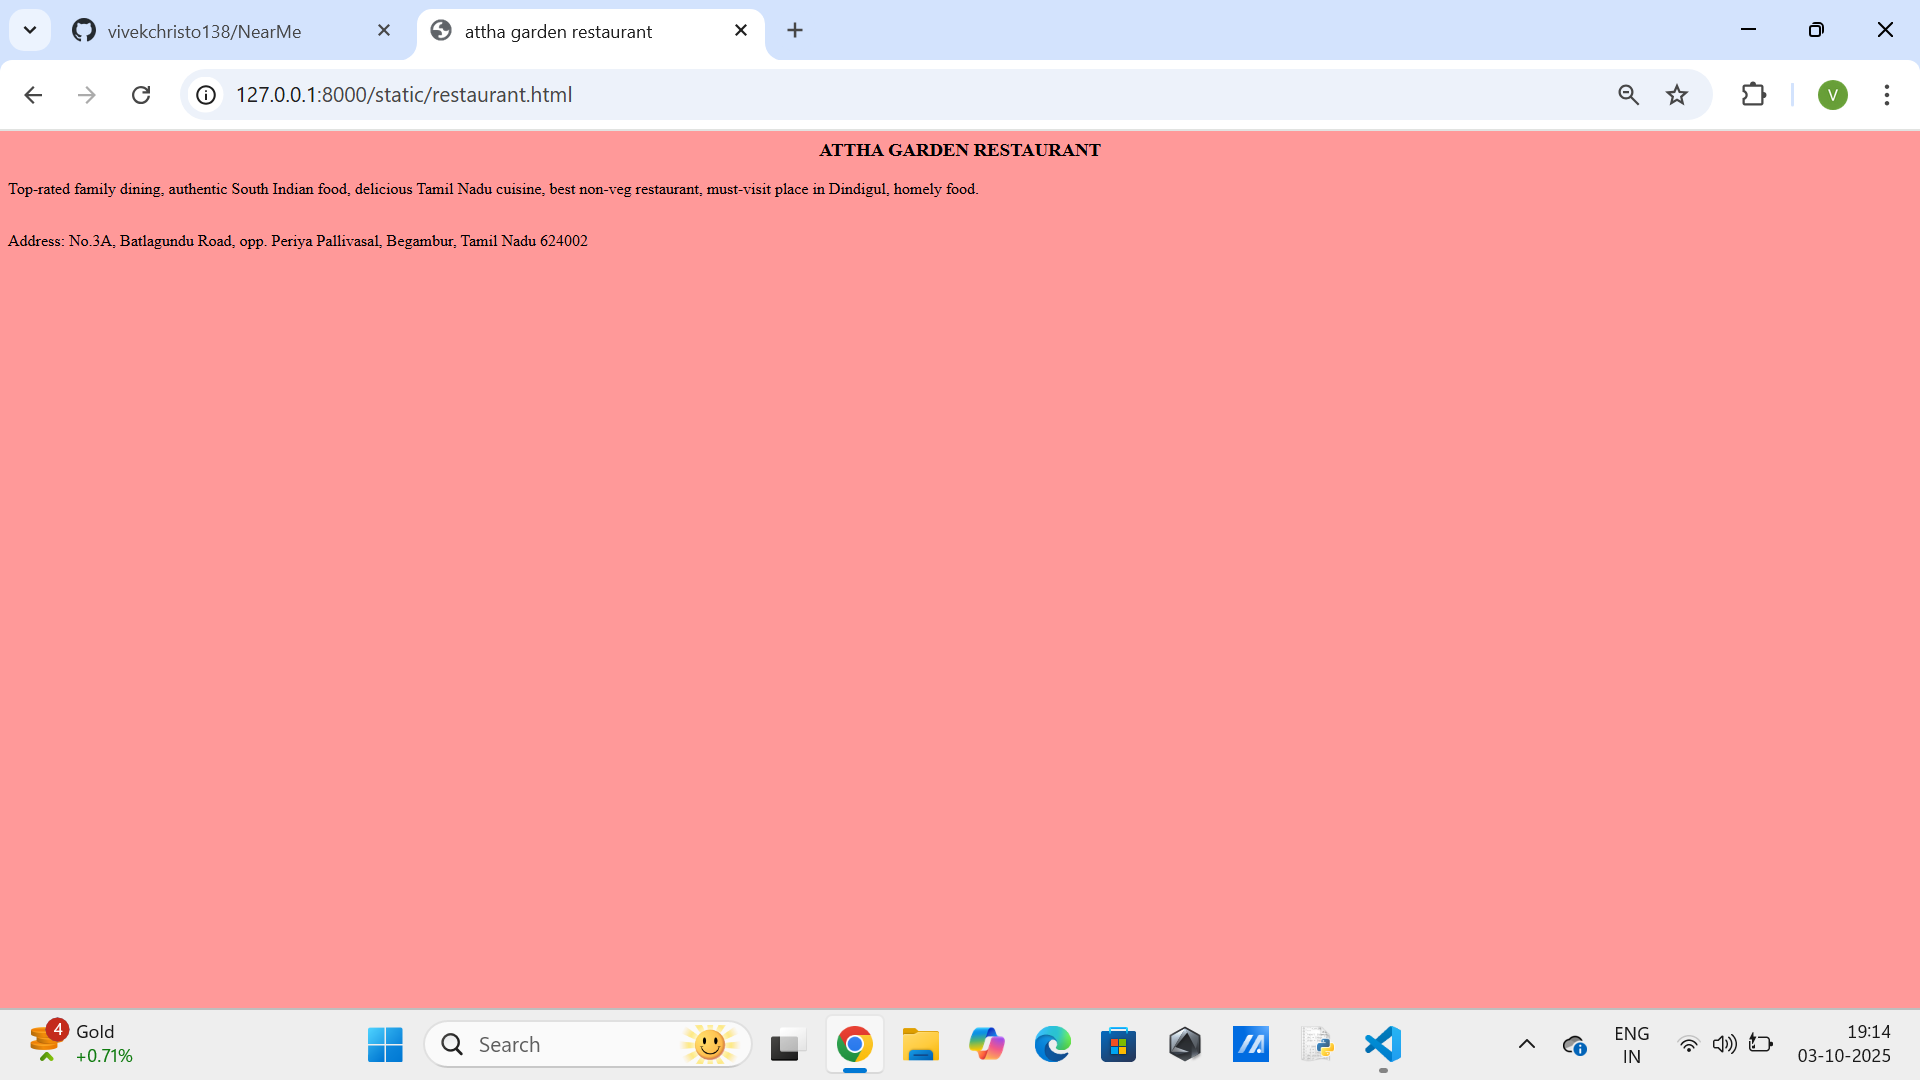 vivekchristo138/NearMe
attha garden restaurant
127.0.0.1:8000/static/restaurant.html
V
ATTHA GARDEN RESTAURANT
Top-rated family dining, authentic South Indian food, delicious Tamil Nadu cuisine, best non-veg restaurant, must-visit place in Dindigul, homely food.
Address: No.3A, Batlagundu Road, opp. Periya Pallivasal, Begambur, Tamil Nadu 624002
4
Gold
+0.71%
Search
ENG
IN
19:14
03-10-2025